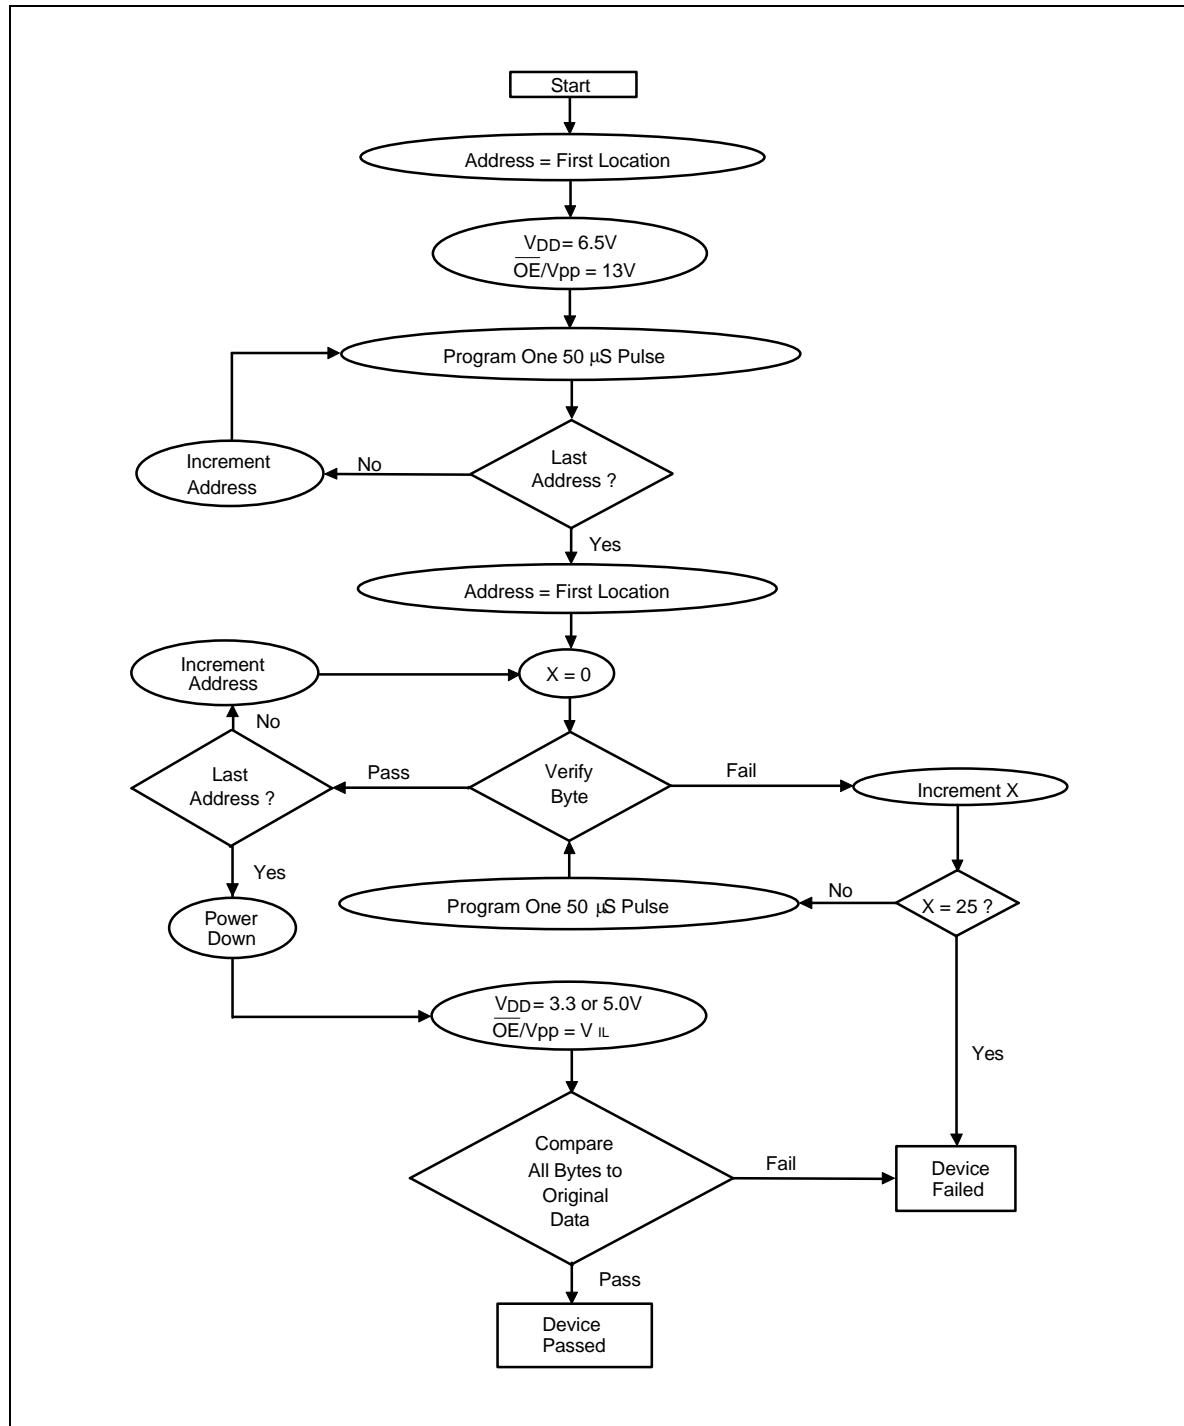 Start
Address = First Location
VDD = 6.5V
OE/Vpp = 13V
Program One 50 μS Pulse
Increment
Address
No
Last
Address ?
Yes
Address = First Location
Increment
Address
X = 0
No
Last
Address ?
Pass
Verify
Byte
Fail
Increment X
Yes
Program One 50 μS Pulse
No
X = 25 ?
Power
Down
VDD = 3.3 or 5.0V
OE/Vpp = V IL
Yes
Compare
All Bytes to
Original
Data
Fail
Device
Failed
Pass
Device
Passed